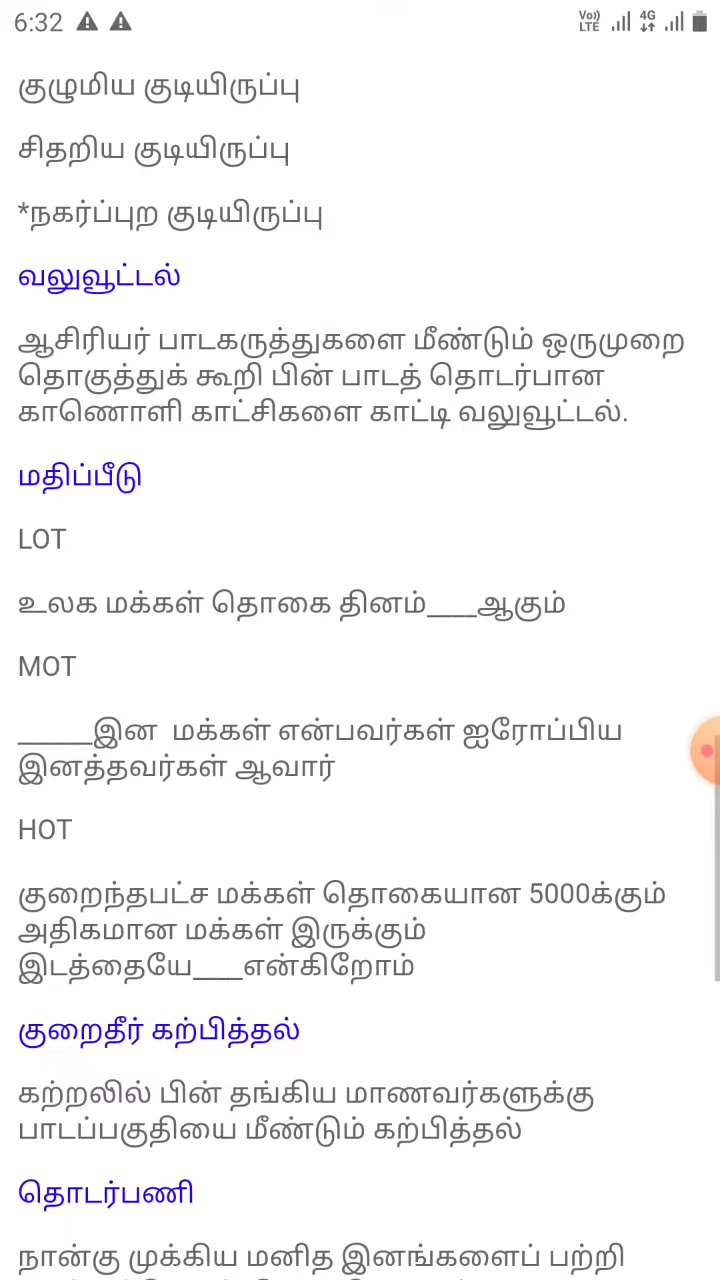 6:32
Vo)) LTE 4G
குழுமிய குடியிருப்பு
சிதறிய குடியிருப்பு
*நகர்ப்புற குடியிருப்பு
வலுவூட்டல்
ஆசிரியர் பாடகருத்துகளை மீண்டும் ஒருமுறை
தொகுத்துக் கூறி பின் பாடத் தொடர்பான
காணொளி காட்சிகளை காட்டி வலுவூட்டல்.
மதிப்பீடு
LOT
உலக மக்கள் தொகை தினம்____ஆகும்
MOT
______இன  மக்கள் என்பவர்கள் ஐரோப்பிய
இனத்தவர்கள் ஆவார்
HOT
குறைந்தபட்ச மக்கள் தொகையான 5000க்கும்
அதிகமான மக்கள் இருக்கும்
இடத்தையே____என்கிறோம்
குறைதீர் கற்பித்தல்
கற்றலில் பின் தங்கிய மாணவர்களுக்கு
பாடப்பகுதியை மீண்டும் கற்பித்தல்
தொடர்பணி
நான்கு முக்கிய மனித இனங்களைப் பற்றி